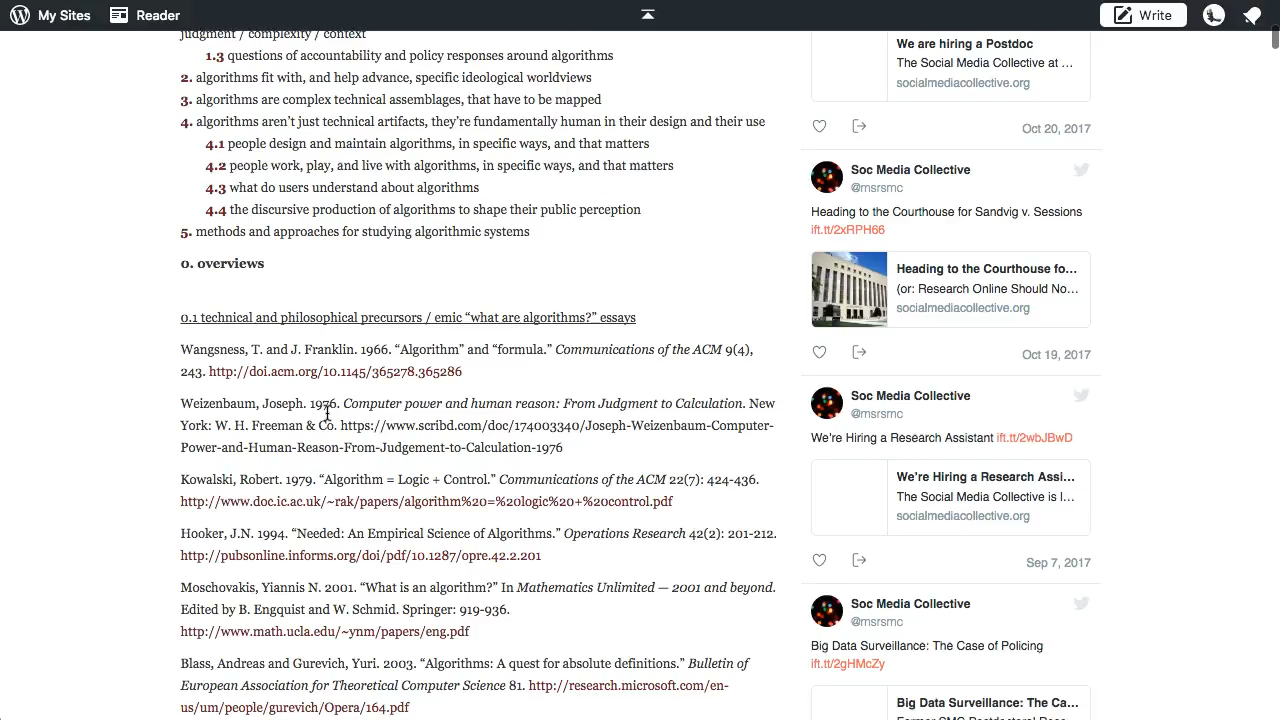 My Sites
Reader
Write
judgment / complexity / context
1.3 questions of accountability and policy responses around algorithms
2. algorithms fit with, and help advance, specific ideological worldviews
3. algorithms are complex technical assemblages, that have to be mapped
4. algorithms aren't just technical artifacts, they're fundamentally human in their design and their use
4.1 people design and maintain algorithms, in specific ways, and that matters
4.2 people work, play, and live with algorithms, in specific ways, and that matters
4.3 what do users understand about algorithms
4.4 the discursive production of algorithms to shape their public perception
5. methods and approaches for studying algorithmic systems
0. overviews
0.1 technical and philosophical precursors / emic “what are algorithms?” essays
Wangsness, T. and J. Franklin. 1966. “Algorithm” and “formula.” Communications of the ACM 9(4),
243. http://doi.acm.org/10.1145/365278.365286
Weizenbaum, Joseph. 1976. Computer power and human reason: From Judgment to Calculation. New
York: W. H. Freeman & Co. https://www.scribd.com/doc/174003340/Joseph-Weizenbaum-Computer-
Power-and-Human-Reason-From-Judgement-to-Calculation-1976
Kowalski, Robert. 1979. “Algorithm = Logic + Control.” Communications of the ACM 22(7): 424-436.
http://www.doc.ic.ac.uk/~rak/papers/algorithm%20=%20logic%20+%20control.pdf
Hooker, J.N. 1994. “Needed: An Empirical Science of Algorithms.” Operations Research 42(2): 201-212.
http://pubsonline.informs.org/doi/pdf/10.1287/opre.42.2.201
Moschovakis, Yiannis N. 2001. “What is an algorithm?” In Mathematics Unlimited — 2001 and beyond.
Edited by B. Engquist and W. Schmid. Springer: 919-936.
http://www.math.ucla.edu/~ynm/papers/eng.pdf
Blass, Andreas and Gurevich, Yuri. 2003. “Algorithms: A quest for absolute definitions.” Bulletin of
European Association for Theoretical Computer Science 81. http://research.microsoft.com/en-
us/um/people/gurevich/Opera/164.pdf
We are hiring a Postdoc
The Social Media Collective at ...
socialmediacollective.org
Oct 20, 2017
Soc Media Collective
@msrsmc
Heading to the Courthouse for Sandvig v. Sessions
ift.tt/2xRPH66
Heading to the Courthouse fo...
(or: Research Online Should No...
socialmediacollective.org
Oct 19, 2017
Soc Media Collective
@msrsmc
We're Hiring a Research Assistant ift.tt/2wbJBwD
We're Hiring a Research Assi...
The Social Media Collective is l...
socialmediacollective.org
Sep 7, 2017
Soc Media Collective
@msrsmc
Big Data Surveillance: The Case of Policing
ift.tt/2gHMcZy
Big Data Surveillance: The Ca...